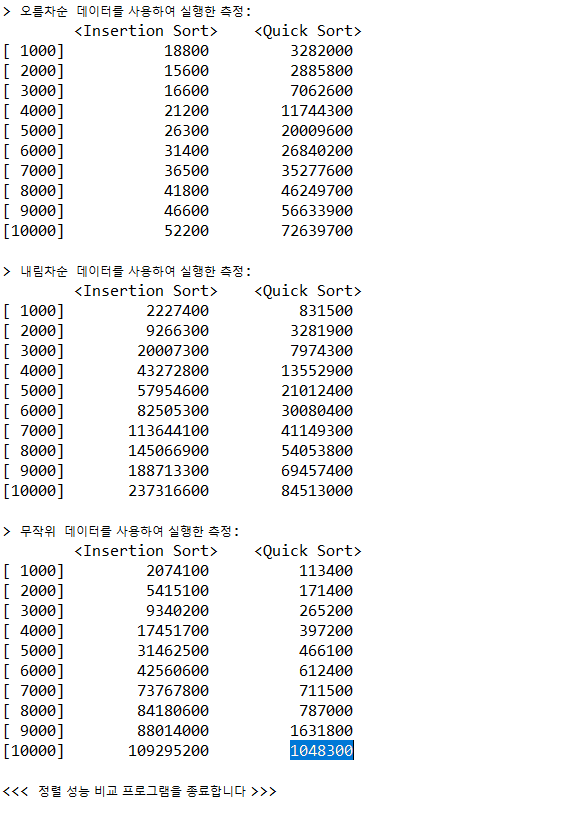 > 오름차순 데이터를 사용하여 실행한 측정:
<Insertion Sort> <Quick Sort>
[ 1000] 18800 3282000
[ 2000] 15600 2885800
[ 3000] 16600 7062600
[ 4000] 21200 11744300
[ 5000] 26300 20009600
[ 6000] 31400 26840200
[ 7000] 36500 35277600
[ 8000] 41800 46249700
[ 9000] 46600 56633900
[10000] 52200 72639700
> 내림차순 데이터를 사용하여 실행한 측정:
<Insertion Sort> <Quick Sort>
[ 1000] 2227400 831500
[ 2000] 9266300 3281900
[ 3000] 20007300 7974300
[ 4000] 43272800 13552900
[ 5000] 57954600 21012400
[ 6000] 82505300 30080400
[ 7000] 113644100 41149300
[ 8000] 145066900 54053800
[ 9000] 188713300 69457400
[10000] 237316600 84513000
> 무작위 데이터를 사용하여 실행한 측정:
<Insertion Sort> <Quick Sort>
[ 1000] 2074100 113400
[ 2000] 5415100 171400
[ 3000] 9340200 265200
[ 4000] 17451700 397200
[ 5000] 31462500 466100
[ 6000] 42560600 612400
[ 7000] 73767800 711500
[ 8000] 84180600 787000
[ 9000] 88014000 1631800
[10000] 109295200 1048300
<<< 정렬 성능 비교 프로그램을 종료합니다 >>>